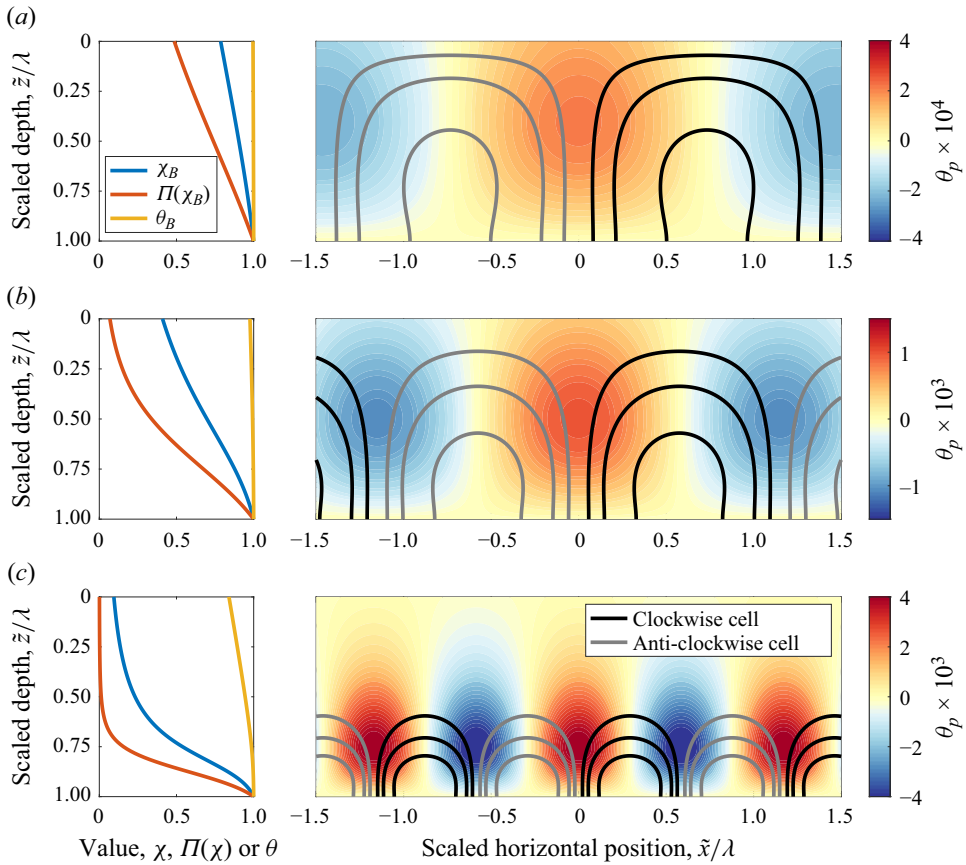 (a)
Scaled depth, z̃/λ
0
0.25
0.50
0.75
1.00
χB
Π(χB)
θB
0 0.5 1.0
−1.5 −1.0 −0.5 0 0.5 1.0 1.5
4
2
0
−2
−4
θp × 10⁴
(b)
Scaled depth, z̃/λ
0
0.25
0.50
0.75
1.00
0 0.5 1.0
−1.5 −1.0 −0.5 0 0.5 1.0 1.5
1
0
−1
θp × 10³
(c)
Scaled depth, z̃/λ
0
0.25
0.50
0.75
1.00
0 0.5 1.0
Value, χ, Π(χ) or θ
Clockwise cell
Anti-clockwise cell
−1.5 −1.0 −0.5 0 0.5 1.0 1.5
Scaled horizontal position, x̃/λ
4
2
0
−2
−4
θp × 10³